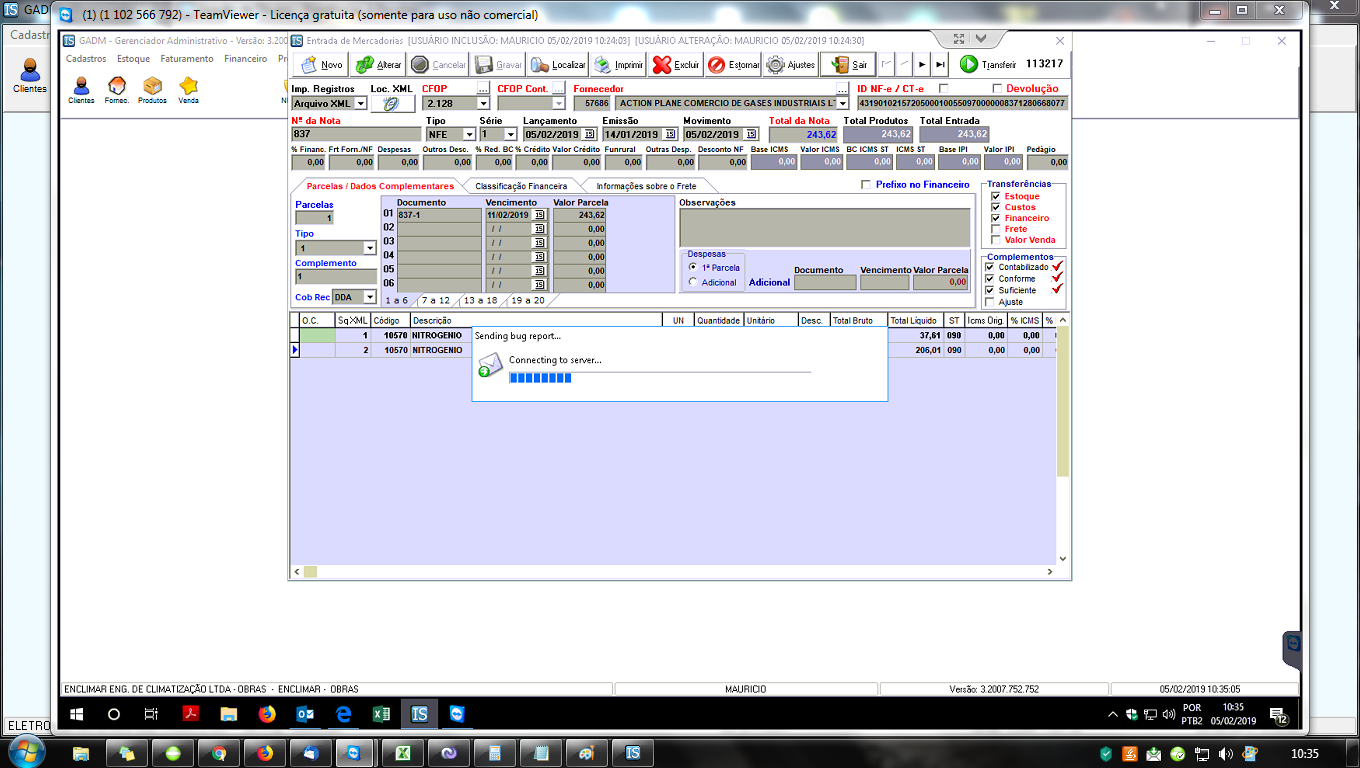 GADM
(1) (1 102 566 792) - TeamViewer - Licença gratuita (somente para uso não comercial)
Cadastr
Clientes
GADM - Gerenciador Administrativo - Versão: 3.200
Cadastros Estoque Faturamento Financeiro Pr
Clientes Fornec. Produtos Venda
Entrada de Mercadorias [USUÁRIO INCLUSÃO: MAURICIO 05/02/2019 10:24:03] [USUÁRIO ALTERAÇÃO: MAURICIO 05/02/2019 10:24:30]
Novo Alterar Cancelar Gravar Localizar Imprimir Excluir Estornar Ajustes Sair Transferir 113217
Imp. Registros Loc. XML CFOP ... CFOP Cont. ... Fornecedor ... ID NF-e / CT-e Devolução
Arquivo XML 2.128 57686 ACTION PLANE COMERCIO DE GASES INDUSTRIAIS LT 43190102157205000100550970000008371280668077
Nº da Nota Tipo Série Lançamento Emissão Movimento Total da Nota Total Produtos Total Entrada
837 NFE 1 05/02/2019 15 14/01/2019 15 05/02/2019 15 243,62 243,62 243,62
% Financ. Frt Forn./NF Despesas Outros Desc. % Red. BC % Crédito Valor Crédito Funrural Outras Desp. Desconto NF Base ICMS Valor ICMS BC ICMS ST ICMS ST Base IPI Valor IPI Pedágio
0,00 0,00 0,00 0,00 0,00 0,00 0,00 0,00 0,00 0,00 0,00 0,00 0,00 0,00 0,00 0,00 0,00
Parcelas / Dados Complementares Classificação Financeira Informações sobre o Frete Prefixo no Financeiro
Parcelas
1
Tipo
1
Complemento
1
Cob Rec DDA
Documento Vencimento Valor Parcela
01 837-1 11/02/2019 15 243,62
02 / / 15 0,00
03 / / 15 0,00
04 / / 15 0,00
05 / / 15 0,00
06 / / 15 0,00
1 a 6 7 a 12 13 a 18 19 a 20
Observações
Despesas
1ª Parcela
Adicional
Adicional
Documento Vencimento Valor Parcela
0,00
Transferências
Estoque
Custos
Financeiro
Frete
Valor Venda
Complementos
Contabilizado
Conforme
Suficiente
Ajuste
O.C. Sq XML Código Descrição UN Quantidade Unitário Desc. Total Bruto Total Líquido ST Icms Orig. % ICMS %
1 10570 NITROGENIO 37,61 090 0,00 0,00
2 10570 NITROGENIO 206,01 090 0,00 0,00
Sending bug report...
Connecting to server...
ENCLIMAR ENG. DE CLIMATIZAÇÃO LTDA - OBRAS - ENCLIMAR - OBRAS MAURICIO Versão: 3.2007.752.752 05/02/2019 10:35:05
ELETRO
IS
POR
PTB2
10:35
05/02/2019
12
IS
10:35